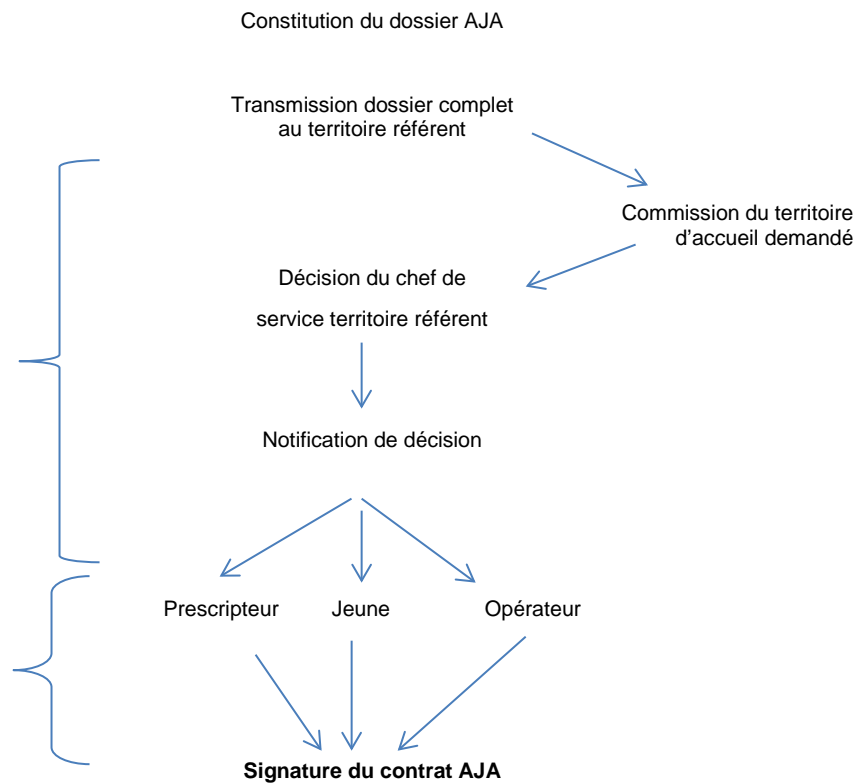 Constitution du dossier AJA
Transmission dossier complet
au territoire référent
Commission du territoire
d'accueil demandé
Décision du chef de
service territoire référent
Notification de décision
Prescripteur
Jeune
Opérateur
Signature du contrat AJA